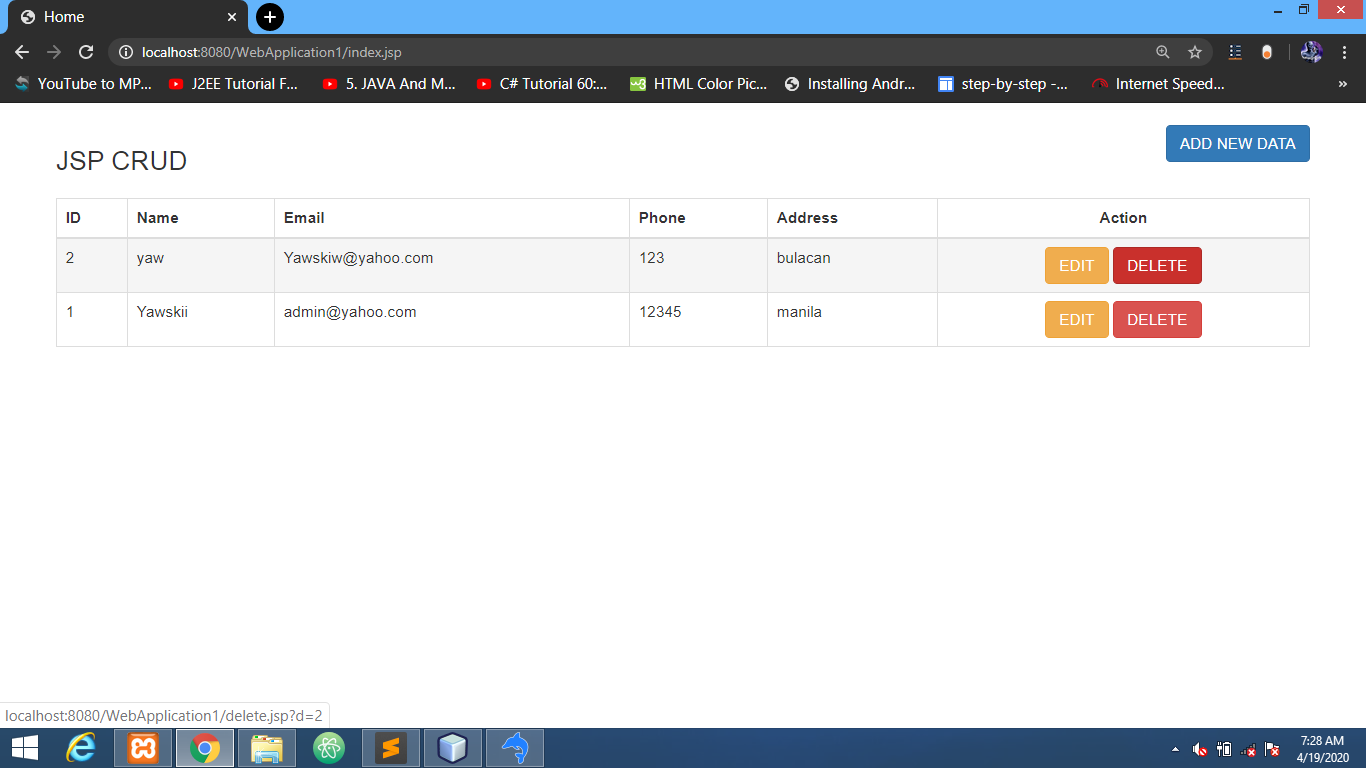 Home
localhost:8080/WebApplication1/index.jsp
YouTube to MP... J2EE Tutorial F... 5. JAVA And M... C# Tutorial 60:... HTML Color Pic... Installing Andr... step-by-step -... Internet Speed... »
ADD NEW DATA
JSP CRUD
ID Name Email Phone Address Action
2 yaw Yawskiw@yahoo.com 123 bulacan EDIT DELETE
1 Yawskii admin@yahoo.com 12345 manila EDIT DELETE
localhost:8080/WebApplication1/delete.jsp?d=2
7:28 AM
4/19/2020